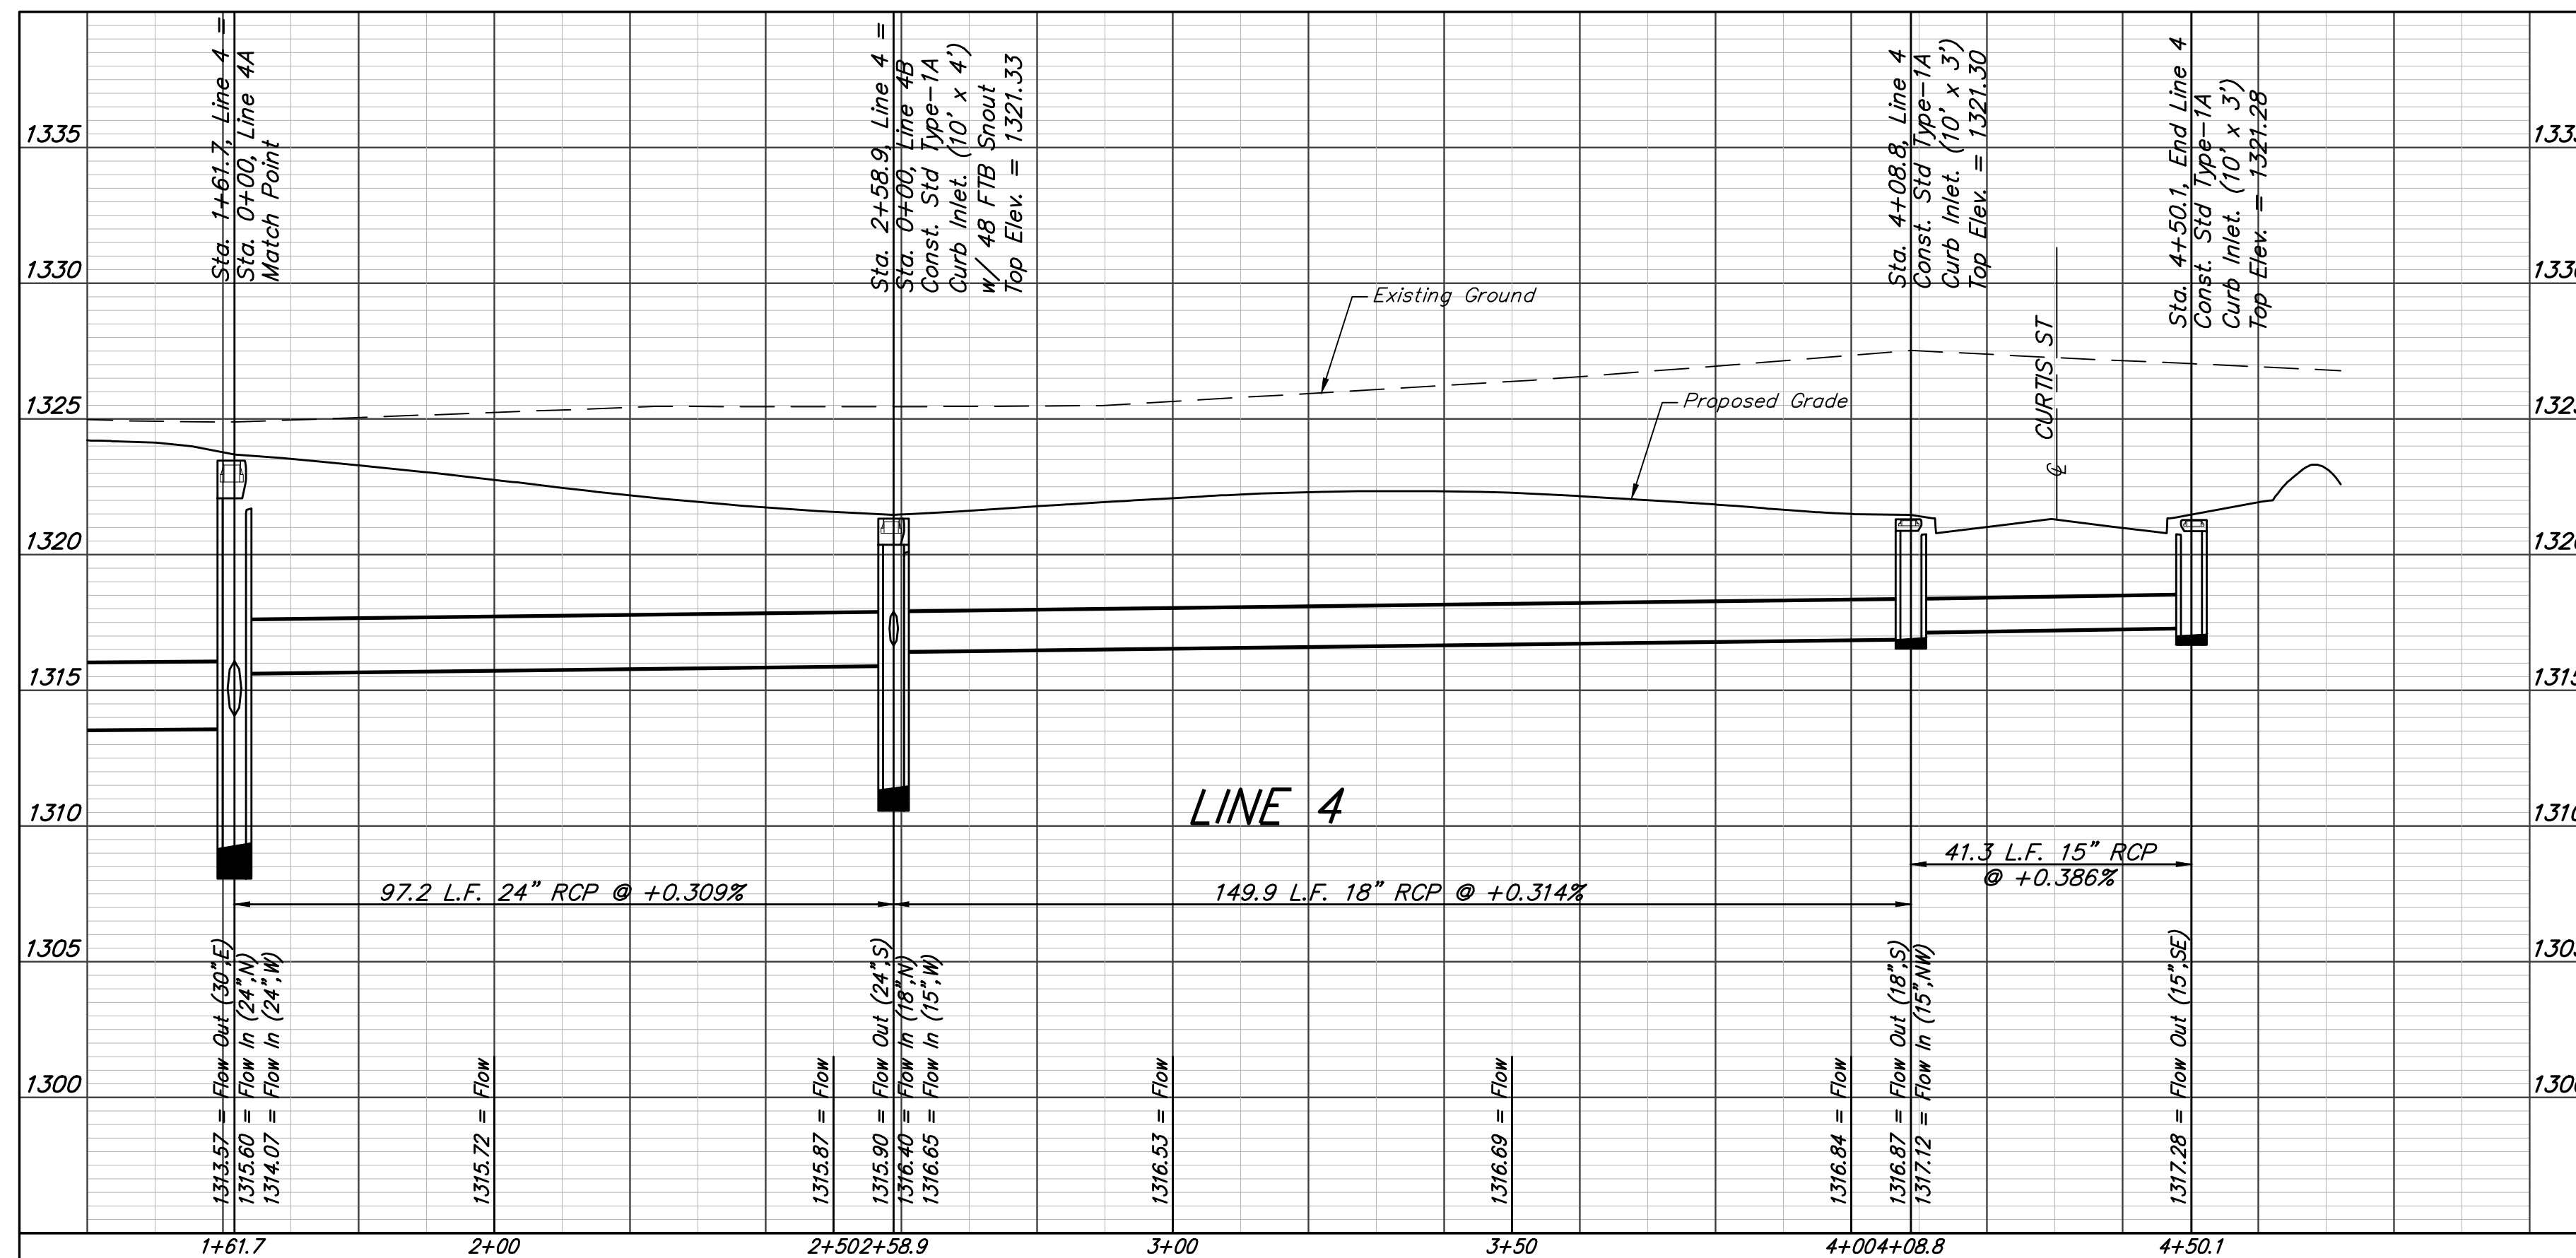 Sta. 1+61.7, Line 4 =
Sta. 0+00, Line 4A
Match Point
Sta. 2+58.9, Line 4 =
Sta. 0+00, Line 4B
Const. Std Type-1A
Curb Inlet. (10' x 4')
w/ 48 FTB Snout
Top Elev. = 1321.33
Sta. 4+08.8, Line 4
Const. Std Type-1A
Curb Inlet. (10' x 3')
Top Elev. = 1321.30
Sta. 4+50.1, End Line 4
Const. Std Type-1A
Curb Inlet. (10' x 3')
Top Elev. = 1321.28
1335
1330
1325
1320
1315
1310
1305
1300
Existing Ground
Proposed Grade
CURTIS ST
℄
LINE 4
97.2 L.F. 24" RCP @ +0.309%
149.9 L.F. 18" RCP @ +0.314%
41.3 L.F. 15" RCP
@ +0.386%
1313.57 = Flow Out (30",E)
1315.60 = Flow In (24",N)
1314.07 = Flow In (24",W)
1315.72 = Flow
1315.87 = Flow
1315.90 = Flow Out (24",S)
1316.40 = Flow In (18",N)
1316.65 = Flow In (15",W)
1316.53 = Flow
1316.69 = Flow
1316.84 = Flow
1316.87 = Flow Out (18",S)
1317.12 = Flow In (15",NW)
1317.28 = Flow Out (15",SE)
1+61.7 2+00 2+50 2+58.9 3+00 3+50 4+00 4+08.8 4+50.1